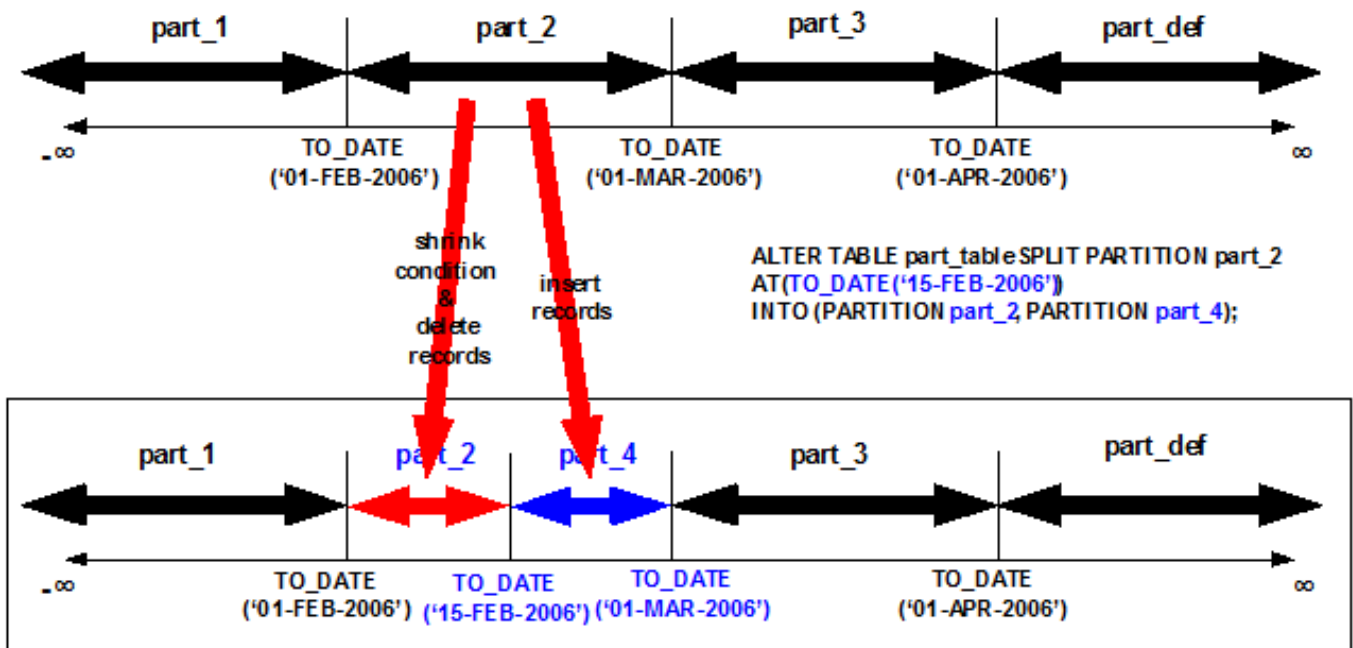 part_1 part_2 part_3 part_def
-∞ ∞
TO_DATE
('01-FEB-2006')
TO_DATE
('01-MAR-2006')
TO_DATE
('01-APR-2006')
shrink
condition
&
delete
records
insert
records
ALTER TABLE part_table SPLIT PARTITION part_2
AT(TO_DATE('15-FEB-2006'))
INTO (PARTITION part_2, PARTITION part_4);
part_1 part_2 part_4 part_3 part_def
-∞ ∞
TO_DATE
('01-FEB-2006')
TO_DATE
('15-FEB-2006')
TO_DATE
('01-MAR-2006')
TO_DATE
('01-APR-2006')